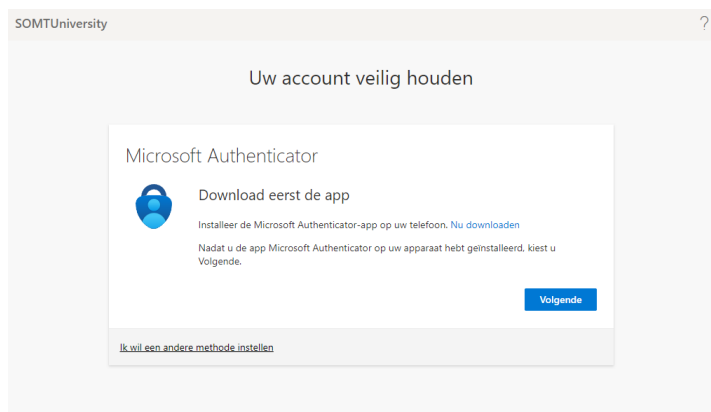 SOMTUniversity
?
Uw account veilig houden
Microsoft Authenticator
Download eerst de app
Installeer de Microsoft Authenticator-app op uw telefoon. Nu downloaden
Nadat u de app Microsoft Authenticator op uw apparaat hebt geïnstalleerd, kiest u
Volgende.
Volgende
Ik wil een andere methode instellen